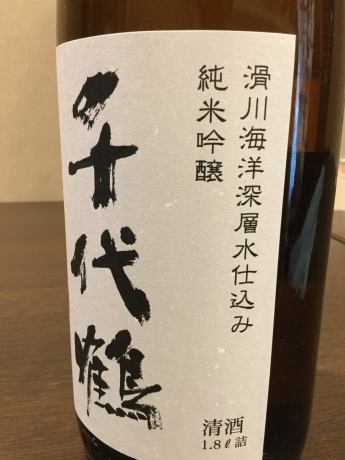 滑川海洋深層水仕込み
純米吟醸
千代鶴
清酒
1.8ℓ詰